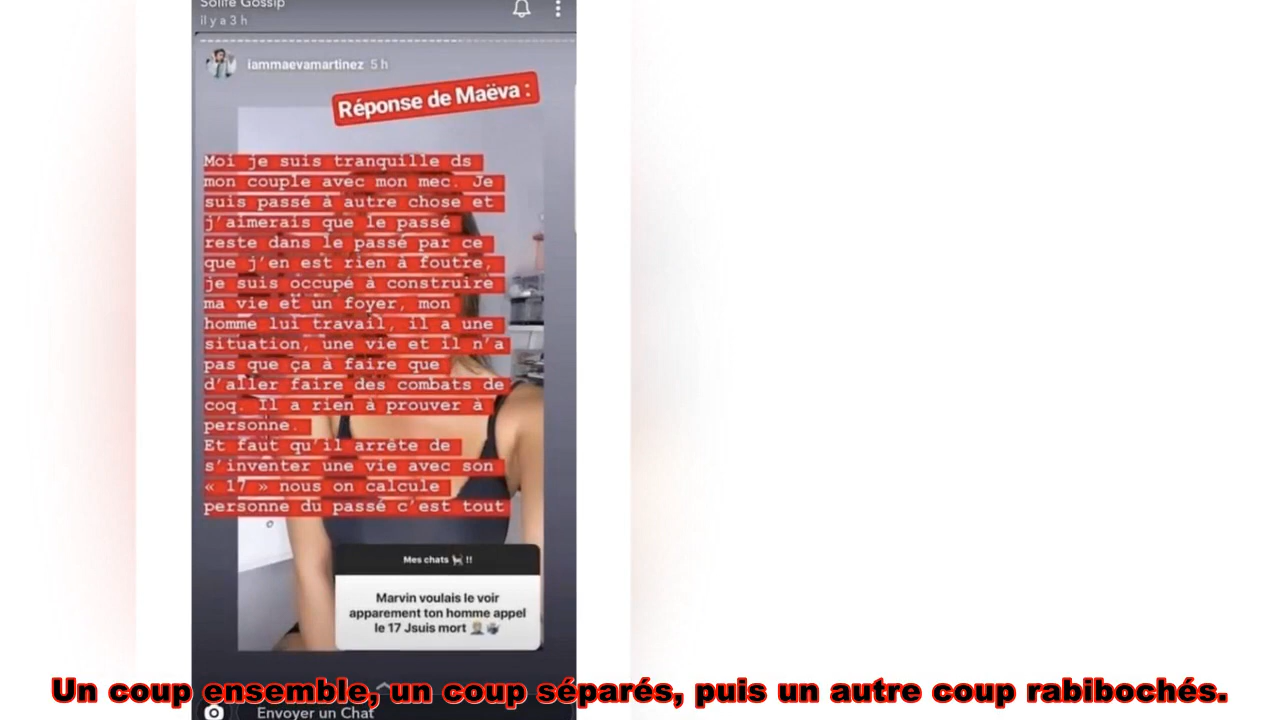 Solife Gossip
il y a 3 h
iammaevamartinez 5 h
Réponse de Maëva :
Moi je suis tranquille ds
mon couple avec mon mec. Je
suis passé à autre chose et
j'aimerais que le passé
reste dans le passé par ce
que j'en est rien à foutre,
je suis occupé à construire
ma vie et un foyer, mon
homme lui travail, il a une
situation, une vie et il n'a
pas que ça à faire que
d'aller faire des combats de
coq. Il a rien à prouver à
personne.
Et faut qu'il arrête de
s'inventer une vie avec son
« 17 » nous on calcule
personne du passé c'est tout
Mes chats 🐈‍⬛ !!
Marvin voulais le voir
apparement ton homme appel
le 17 Jsuis mort
Un coup ensemble, un coup séparés, puis un autre coup rabibochés.
Envoyer un Chat